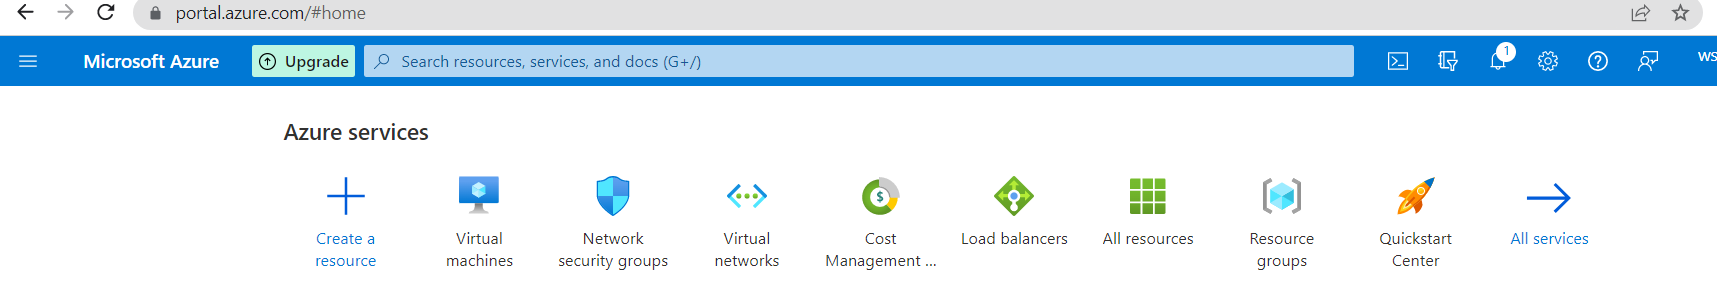 portal.azure.com/#home
Microsoft Azure
Upgrade
Search resources, services, and docs (G+/)
1
ws
Azure services
Create a
resource
Virtual
machines
Network
security groups
Virtual
networks
$
Cost
Management ...
Load balancers
All resources
Resource
groups
Quickstart
Center
All services